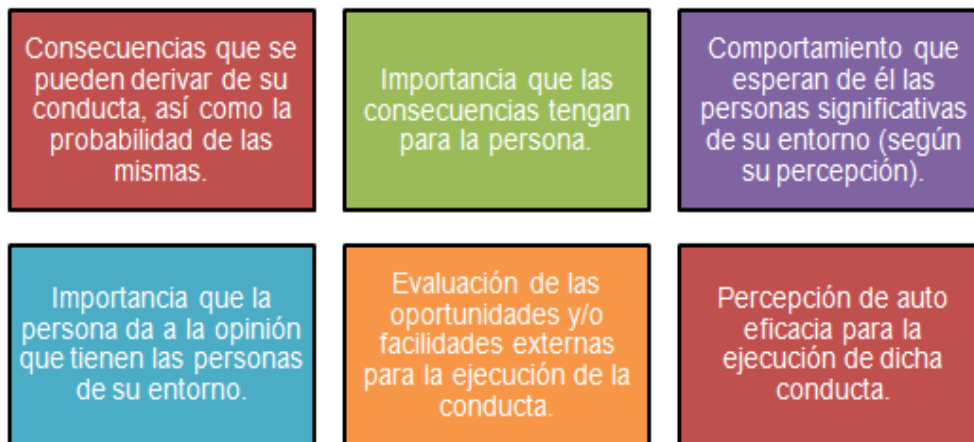 Consecuencias que se
pueden derivar de su
conducta, así como la
probabilidad de las
mismas.
Importancia que las
consecuencias tengan
para la persona.
Comportamiento que
esperan de él las
personas significativas
de su entorno (según
su percepción).
Importancia que la
persona da a la opinión
que tienen las personas
de su entorno.
Evaluación de las
oportunidades y/o
facilidades externas
para la ejecución de la
conducta.
Percepción de auto
eficacia para la
ejecución de dicha
conducta.